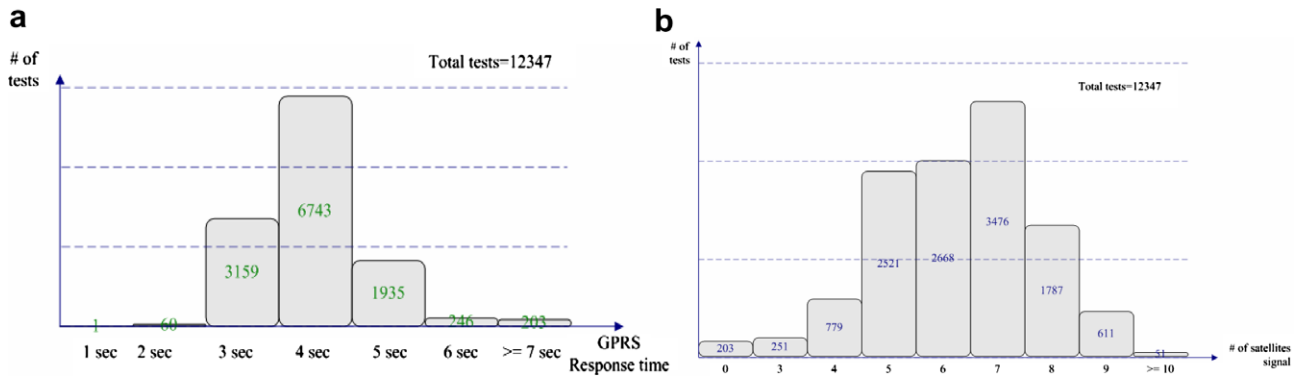 a
# of
tests
Total tests=12347
6743
3159
1935
1
60
246
203
1 sec
2 sec
3 sec
4 sec
5 sec
6 sec
>= 7 sec
GPRS
Response time
b
# of
tests
Total tests=12347
3476
2521
2668
1787
779
611
203
251
51
0
3
4
5
6
7
8
9
>= 10
# of satellites
signal